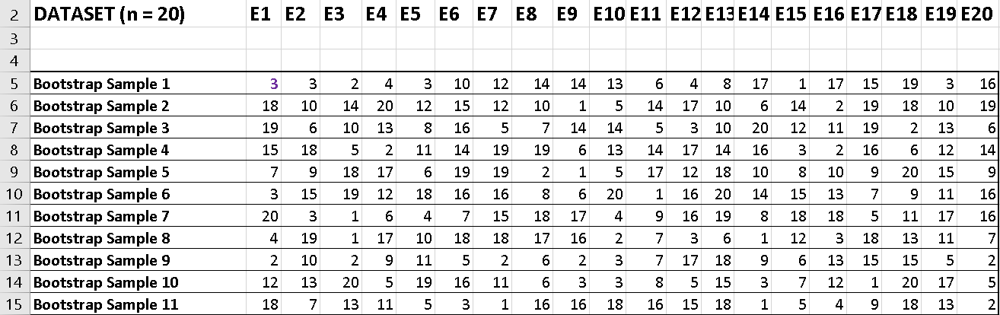 2 DATASET (n = 20) E1 E2 E3 E4 E5 E6 E7 E8 E9 E10 E11 E12 E13 E14 E15 E16 E17 E18 E19 E20
3
4
5 Bootstrap Sample 1 3 3 2 4 3 10 12 14 14 13 6 4 8 17 1 17 15 19 3 16
6 Bootstrap Sample 2 18 10 14 20 12 15 12 10 1 5 14 17 10 6 14 2 19 18 10 19
7 Bootstrap Sample 3 19 6 10 13 8 16 5 7 14 14 5 3 10 20 12 11 19 2 13 6
8 Bootstrap Sample 4 15 18 5 2 11 14 19 19 6 13 14 17 14 16 3 2 16 6 12 14
9 Bootstrap Sample 5 7 9 18 17 6 19 19 2 1 5 17 12 18 10 8 10 9 20 15 9
10 Bootstrap Sample 6 3 15 19 12 18 16 16 8 6 20 1 16 20 14 15 13 7 9 11 16
11 Bootstrap Sample 7 20 3 1 6 4 7 15 18 17 4 9 16 19 8 18 18 5 11 17 16
12 Bootstrap Sample 8 4 19 1 17 10 18 18 17 16 2 7 3 6 1 12 3 18 13 11 7
13 Bootstrap Sample 9 2 10 2 9 11 5 2 6 2 3 7 17 18 9 6 13 15 15 5 2
14 Bootstrap Sample 10 12 13 20 5 19 16 11 6 3 3 8 5 15 3 7 12 1 20 17 5
15 Bootstrap Sample 11 18 7 13 11 5 3 1 16 16 18 16 15 18 1 5 4 9 18 13 2